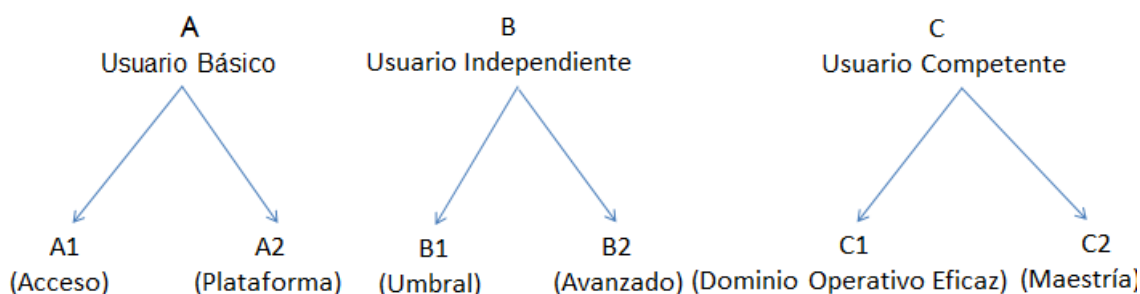 A
Usuario Básico
B
Usuario Independiente
C
Usuario Competente
A1
(Acceso)
A2
(Plataforma)
B1
(Umbral)
B2
(Avanzado)
C1
(Dominio Operativo Eficaz)
C2
(Maestría)